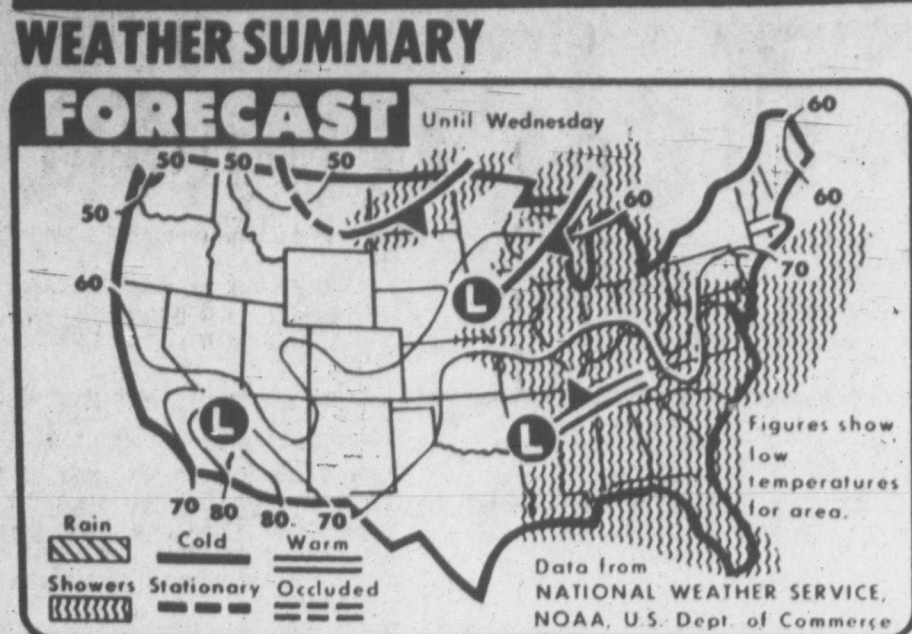 WEATHER SUMMARY
FORECAST
Until Wednesday
60
50 50 50
50
60
60
60
70
L
L
L
Figures show
low
temperatures
for area.
70 80 80. 70
Rain
Cold
Warm
Showers
Stationary
Occluded
Data from
NATIONAL WEATHER SERVICE,
NOAA, U.S. Dept. of Commerce